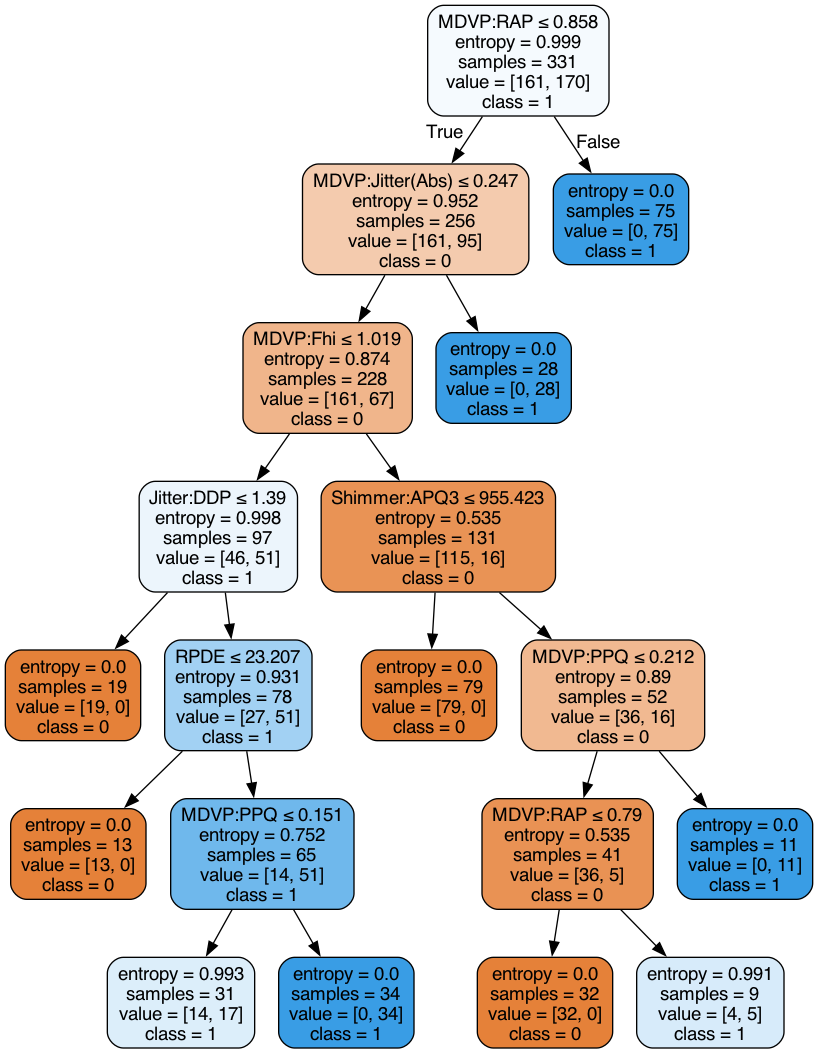 MDVP:RAP ≤ 0.858
entropy = 0.999
samples = 331
value = [161, 170]
class = 1
True
False
MDVP:Jitter(Abs) ≤ 0.247
entropy = 0.952
samples = 256
value = [161, 95]
class = 0
entropy = 0.0
samples = 75
value = [0, 75]
class = 1
MDVP:Fhi ≤ 1.019
entropy = 0.874
samples = 228
value = [161, 67]
class = 0
entropy = 0.0
samples = 28
value = [0, 28]
class = 1
Jitter:DDP ≤ 1.39
entropy = 0.998
samples = 97
value = [46, 51]
class = 1
Shimmer:APQ3 ≤ 955.423
entropy = 0.535
samples = 131
value = [115, 16]
class = 0
entropy = 0.0
samples = 19
value = [19, 0]
class = 0
RPDE ≤ 23.207
entropy = 0.931
samples = 78
value = [27, 51]
class = 1
entropy = 0.0
samples = 79
value = [79, 0]
class = 0
MDVP:PPQ ≤ 0.212
entropy = 0.89
samples = 52
value = [36, 16]
class = 0
entropy = 0.0
samples = 13
value = [13, 0]
class = 0
MDVP:PPQ ≤ 0.151
entropy = 0.752
samples = 65
value = [14, 51]
class = 1
MDVP:RAP ≤ 0.79
entropy = 0.535
samples = 41
value = [36, 5]
class = 0
entropy = 0.0
samples = 11
value = [0, 11]
class = 1
entropy = 0.993
samples = 31
value = [14, 17]
class = 1
entropy = 0.0
samples = 34
value = [0, 34]
class = 1
entropy = 0.0
samples = 32
value = [32, 0]
class = 0
entropy = 0.991
samples = 9
value = [4, 5]
class = 1